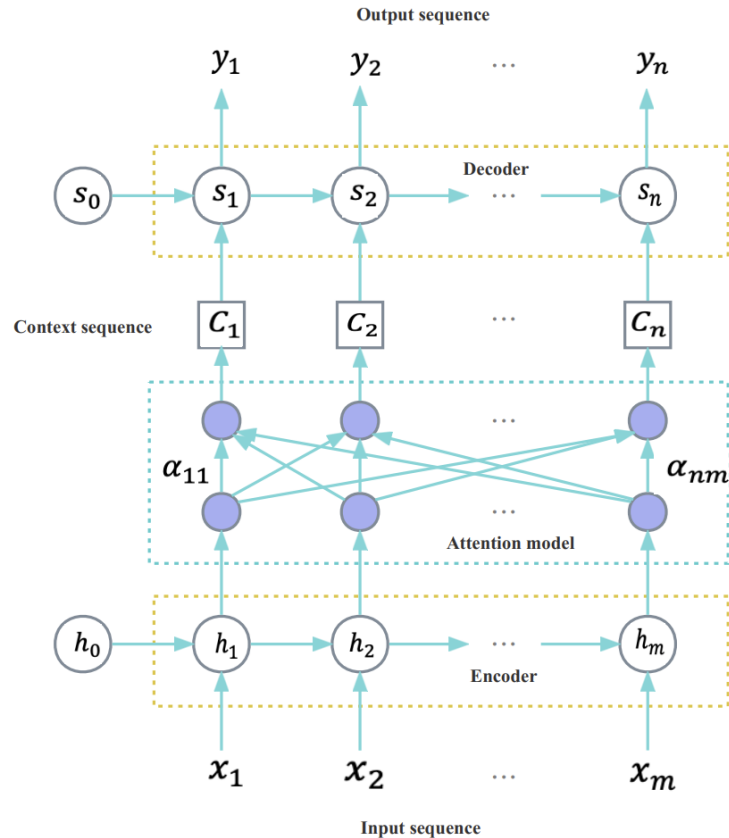 Output sequence
y₁ y₂ ... yₙ
Decoder
s₀ s₁ s₂ ... sₙ
Context sequence
C₁ C₂ ... Cₙ
...
α₁₁ αₙₘ
...
Attention model
h₀ h₁ h₂ ... hₘ
Encoder
x₁ x₂ ... xₘ
Input sequence